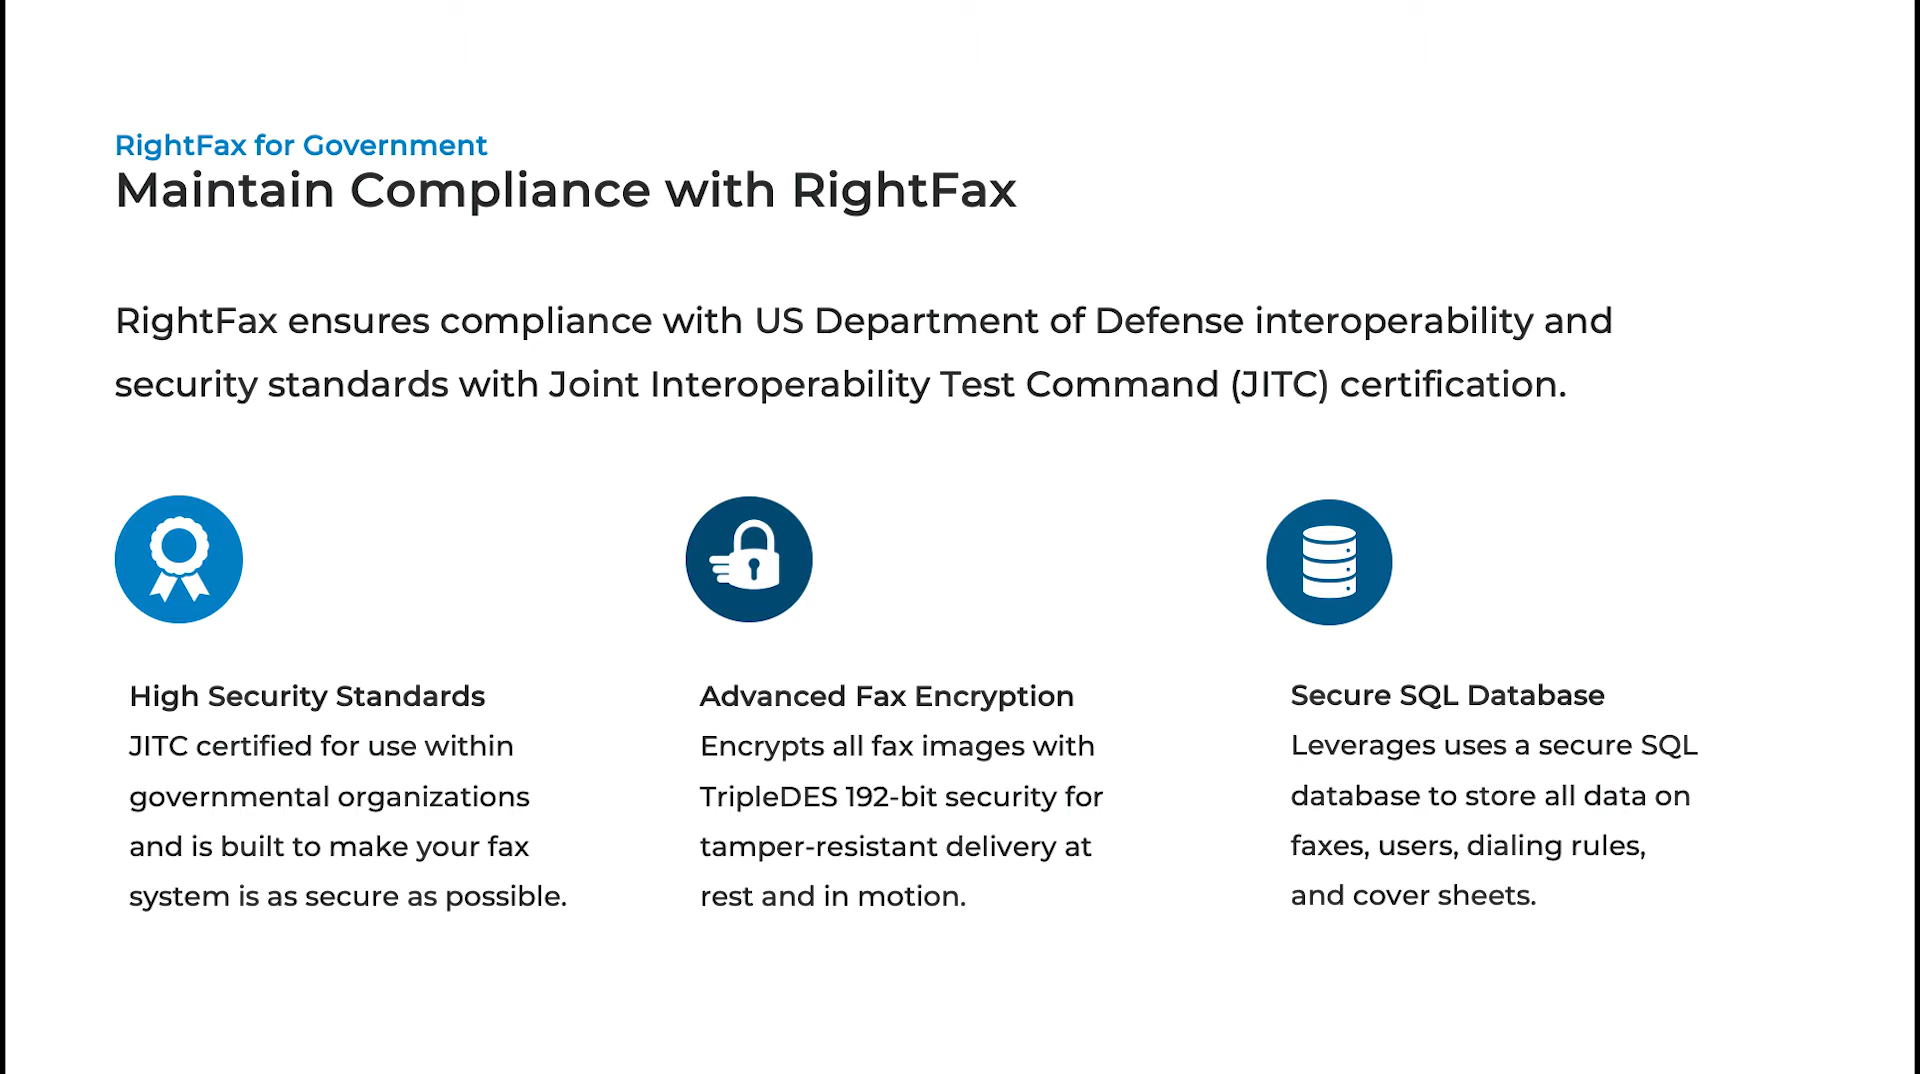 RightFax for Government
Maintain Compliance with RightFax
RightFax ensures compliance with US Department of Defense interoperability and
security standards with Joint Interoperability Test Command (JITC) certification.
High Security Standards
JITC certified for use within
governmental organizations
and is built to make your fax
system is as secure as possible.
Advanced Fax Encryption
Encrypts all fax images with
TripleDES 192-bit security for
tamper-resistant delivery at
rest and in motion.
Secure SQL Database
Leverages uses a secure SQL
database to store all data on
faxes, users, dialing rules,
and cover sheets.